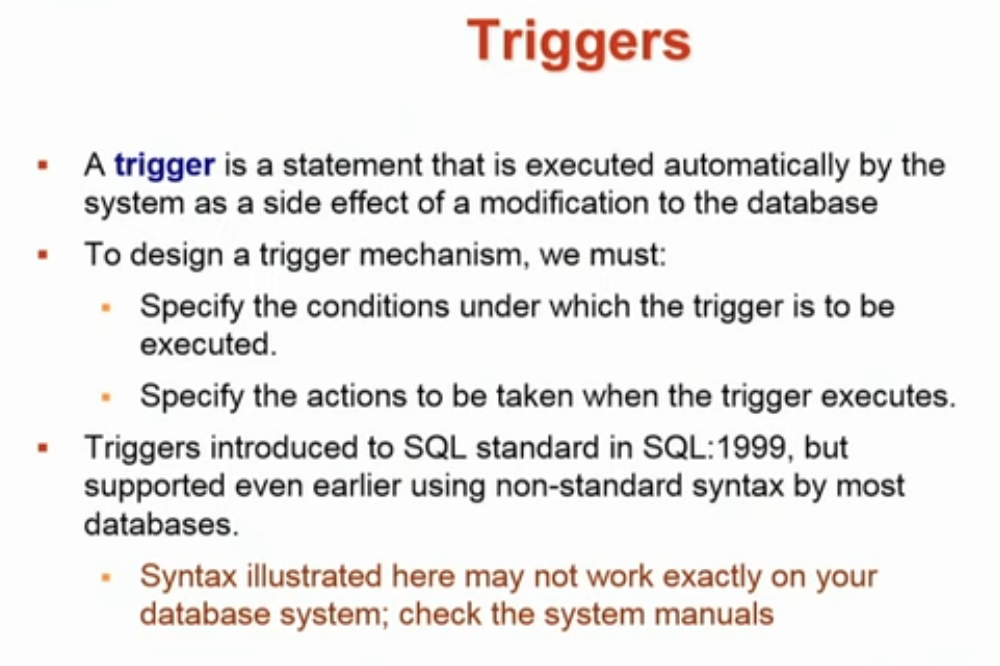 Triggers
▪ A trigger is a statement that is executed automatically by the
system as a side effect of a modification to the database
▪ To design a trigger mechanism, we must:
▪ Specify the conditions under which the trigger is to be
executed.
▪ Specify the actions to be taken when the trigger executes.
▪ Triggers introduced to SQL standard in SQL:1999, but
supported even earlier using non-standard syntax by most
databases.
▪ Syntax illustrated here may not work exactly on your
database system; check the system manuals